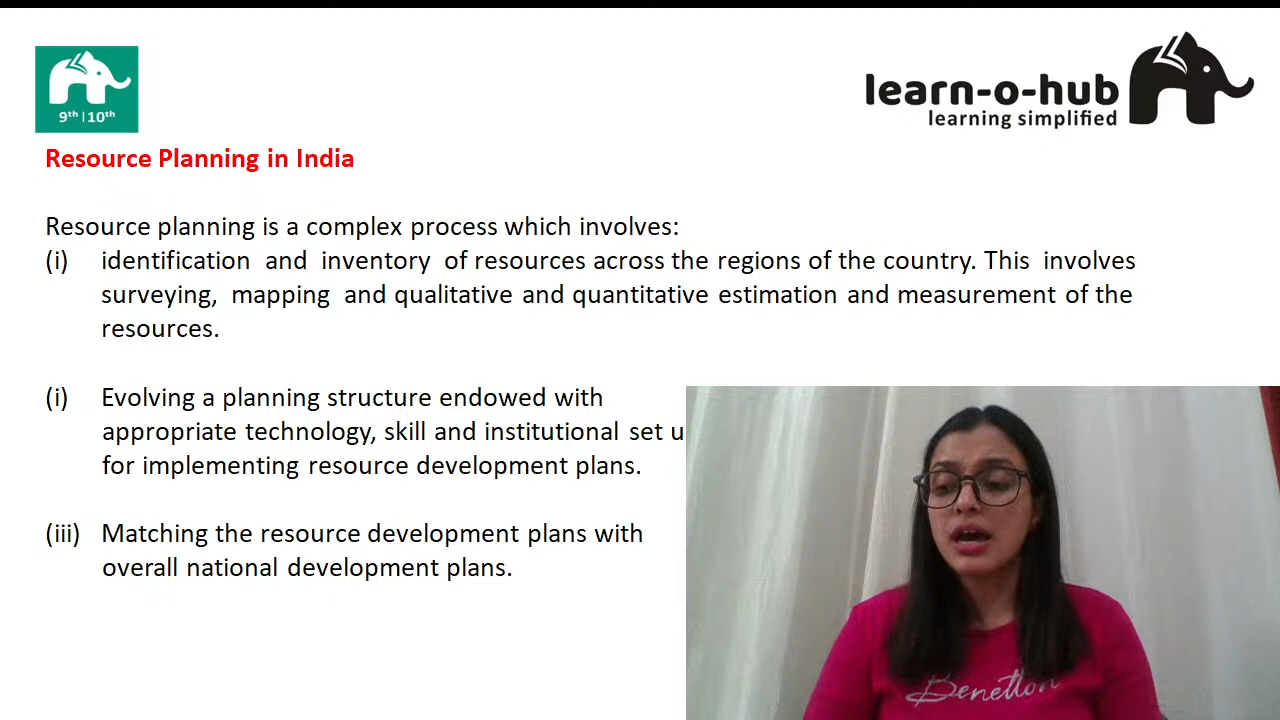 9th | 10th
learn-o-hub
learning simplified
Resource Planning in India
Resource planning is a complex process which involves:
(i) identification and inventory of resources across the regions of the country. This involves
surveying, mapping and qualitative and quantitative estimation and measurement of the
resources.
(i) Evolving a planning structure endowed with
appropriate technology, skill and institutional set u
for implementing resource development plans.
(iii) Matching the resource development plans with
overall national development plans.
Benetton